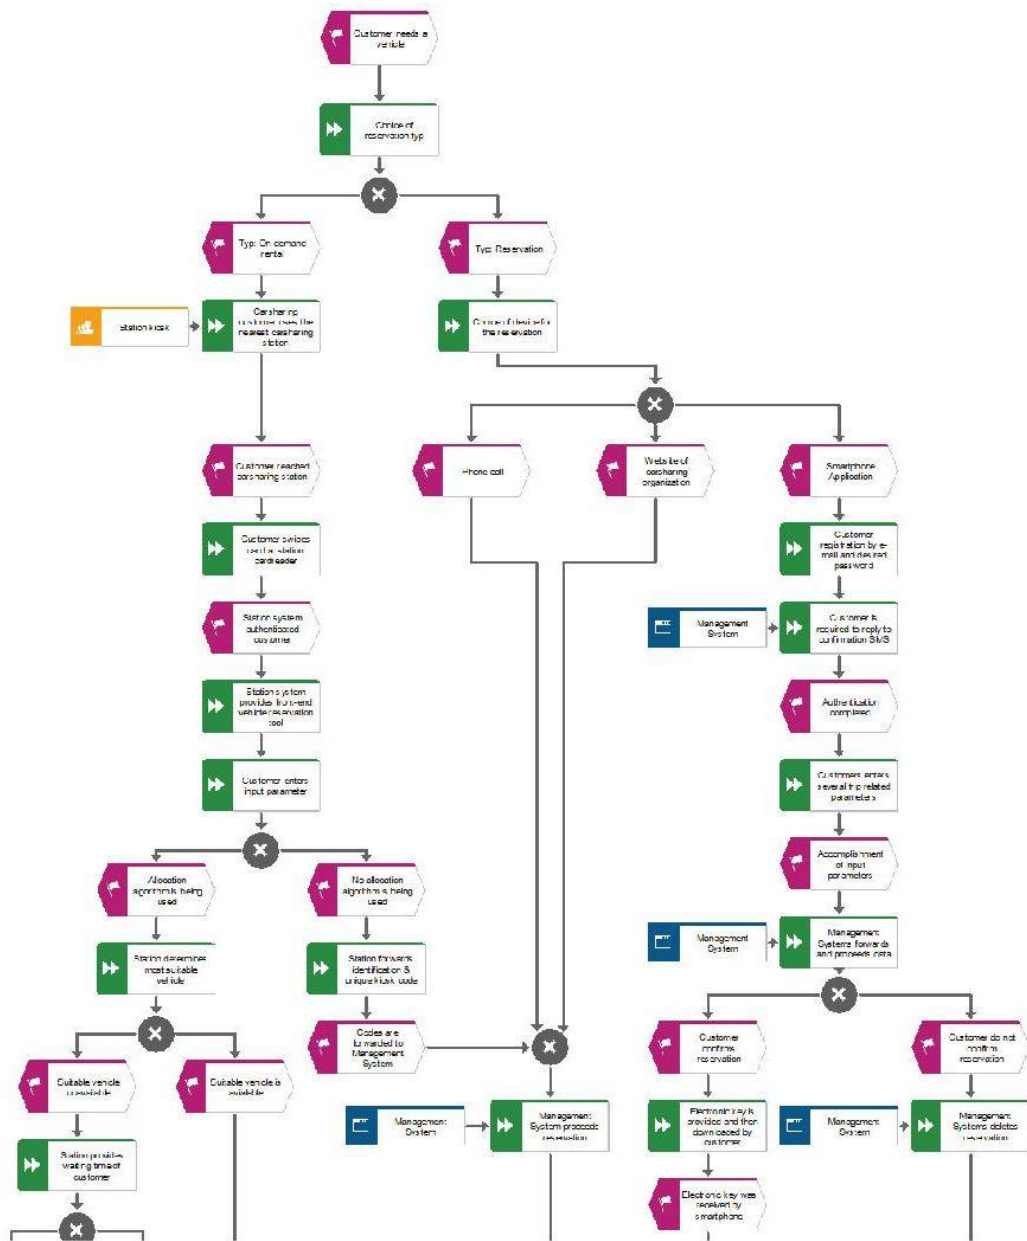 Customer needs a
vehicle
Choice of
reservation typ
Typ: On demand
rental
Typ: Reservation
Station kiosk
Carsharing
customer uses the
nearest carsharing
station
Choice of device for
the reservation
Customer reached
carsharing station
Phone call
Website of
carsharing
organization
Smartphone
Application
Customer swipes
card at station
cardreader
Customer
registration by e-
mail and desired
password
Station system
authenticated
customer
Management
System
Customer is
required to reply to
confirmation SMS
Station system
provides front-end
vehicle reservation
tool
Authentication
completed
Customer enters
input parameter
Customers enters
several trip related
parameters
Allocation
algorithm is being
used
No allocation
algorithm is being
used
Accomplishment
of input
parameters
Station determines
most suitable
vehicle
Station forwards
identification &
unique kiosk code
Management
System
Management
Systems forwards
and proceeds data
Codes are
forwarded to
Management
System
Customer
confirms
reservation
Customer do not
confirm
reservation
Suitable vehicle
Suitable vehicle is
Management
System
Management
System proceeds
reservation
Electronic key is
provided and then
downloaded by
customer
Management
System
Management
Systems deletes
reservation
Station provides
waiting time of
customer
Electronic key was
received by
smartphone